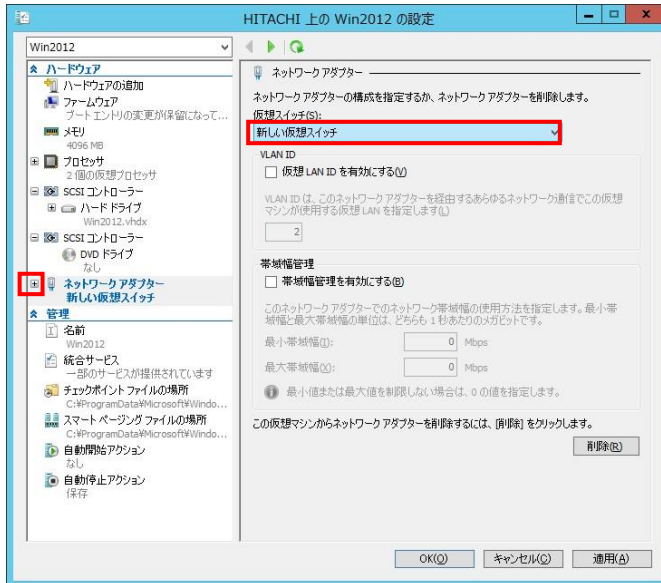 HITACHI 上の Win2012 の設定
Win2012
ハードウェア
ハードウェアの追加
ファームウェア
ブート エントリの変更が保留になって...
メモリ
4096 MB
プロセッサ
2 個の仮想プロセッサ
SCSI コントローラー
ハード ドライブ
Win2012.vhdx
SCSI コントローラー
DVD ドライブ
なし
ネットワーク アダプター
新しい仮想スイッチ
管理
名前
Win2012
統合サービス
一部のサービスが提供されています
チェックポイント ファイルの場所
C:¥ProgramData¥Microsoft¥Windo...
スマート ページング ファイルの場所
C:¥ProgramData¥Microsoft¥Windo...
自動開始アクション
なし
自動停止アクション
保存
ネットワーク アダプター
ネットワーク アダプターの構成を指定するか、ネットワーク アダプターを削除します。
仮想スイッチ(S):
新しい仮想スイッチ
VLAN ID
仮想 LAN ID を有効にする(V)
VLAN ID は、このネットワーク アダプターを経由するあらゆるネットワーク通信でこの仮想
マシンが使用する仮想 LAN を指定します(L)
2
帯域幅管理
帯域幅管理を有効にする(B)
このネットワーク アダプターでのネットワーク帯域幅の使用方法を指定します。最小帯
域幅と最大帯域幅の単位は、どちらも 1 秒あたりのメガビットです。
最小帯域幅(I):
0 Mbps
最大帯域幅(X):
0 Mbps
最小値または最大値を制限しない場合は、0 の値を指定します。
この仮想マシンからネットワーク アダプターを削除するには、[削除] をクリックします。
削除(R)
OK(O) キャンセル(C) 適用(A)